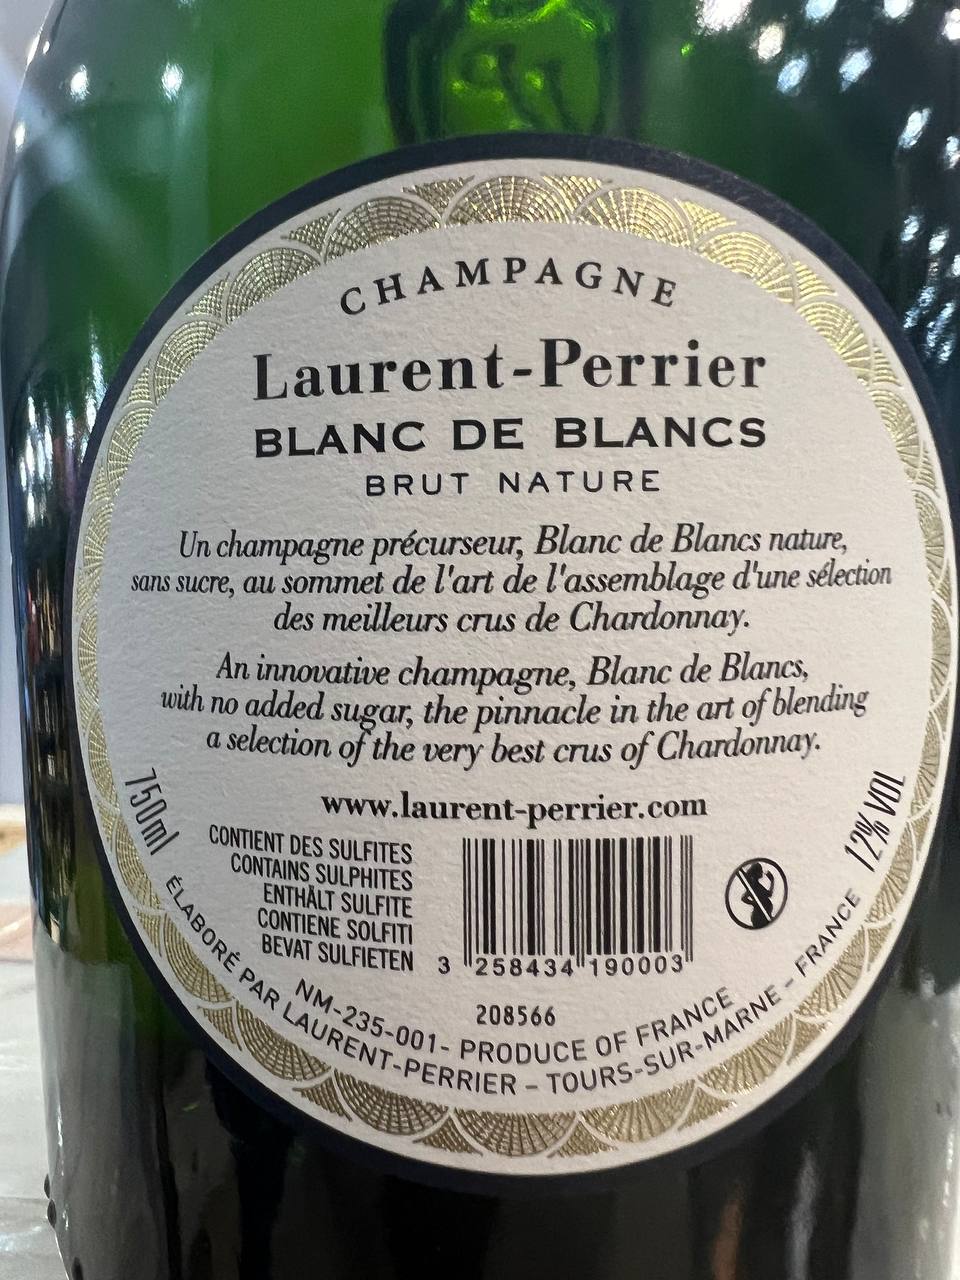 CHAMPAGNE
Laurent-Perrier
BLANC DE BLANCS
BRUT NATURE
Un champagne précurseur, Blanc de Blancs nature,
sans sucre, au sommet de l'art de l'assemblage d'une sélection
des meilleurs crus de Chardonnay.
An innovative champagne, Blanc de Blancs,
with no added sugar, the pinnacle in the art of blending
a selection of the very best crus of Chardonnay.
www.laurent-perrier.com
750ml
12% VOL
CONTIENT DES SULFITES
CONTAINS SULPHITES
ENTHÄLT SULFITE
CONTIENE SOLFITI
BEVAT SULFIETEN
3 258434 190003
208566
NM-235-001- PRODUCE OF FRANCE
ÉLABORÉ PAR LAURENT-PERRIER – TOURS-SUR-MARNE – FRANCE